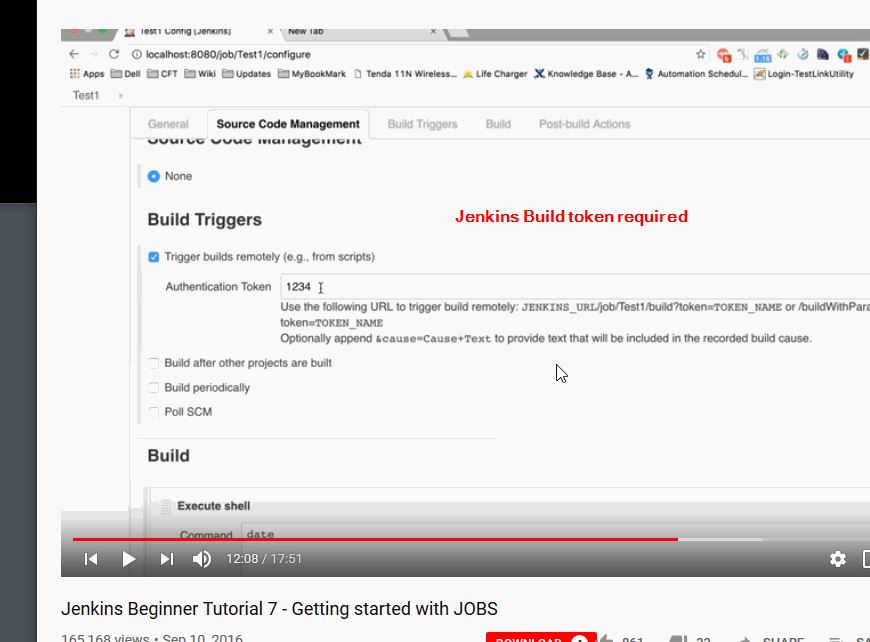 Test1 Config [Jenkins]
New Tab
localhost:8080/job/Test1/configure
Apps Dell CFT Wiki Updates MyBookMark Tenda 11N Wireless... Life Charger Knowledge Base - A... Automation Schedul... Login-TestLinkUtility
Test1
General Source Code Management Build Triggers Build Post-build Actions
Source Code Management
None
Build Triggers
Jenkins Build token required
Trigger builds remotely (e.g., from scripts)
Authentication Token 1234
Use the following URL to trigger build remotely: JENKINS_URL/job/Test1/build?token=TOKEN_NAME or /buildWithPara
token=TOKEN_NAME
Optionally append &cause=Cause+Text to provide text that will be included in the recorded build cause.
Build after other projects are built
Build periodically
Poll SCM
Build
Execute shell
Command date
12:08 / 17:51
Jenkins Beginner Tutorial 7 - Getting started with JOBS
165,168 views • Sep 10, 2016
DOWNLOAD 861 22 SHARE SA